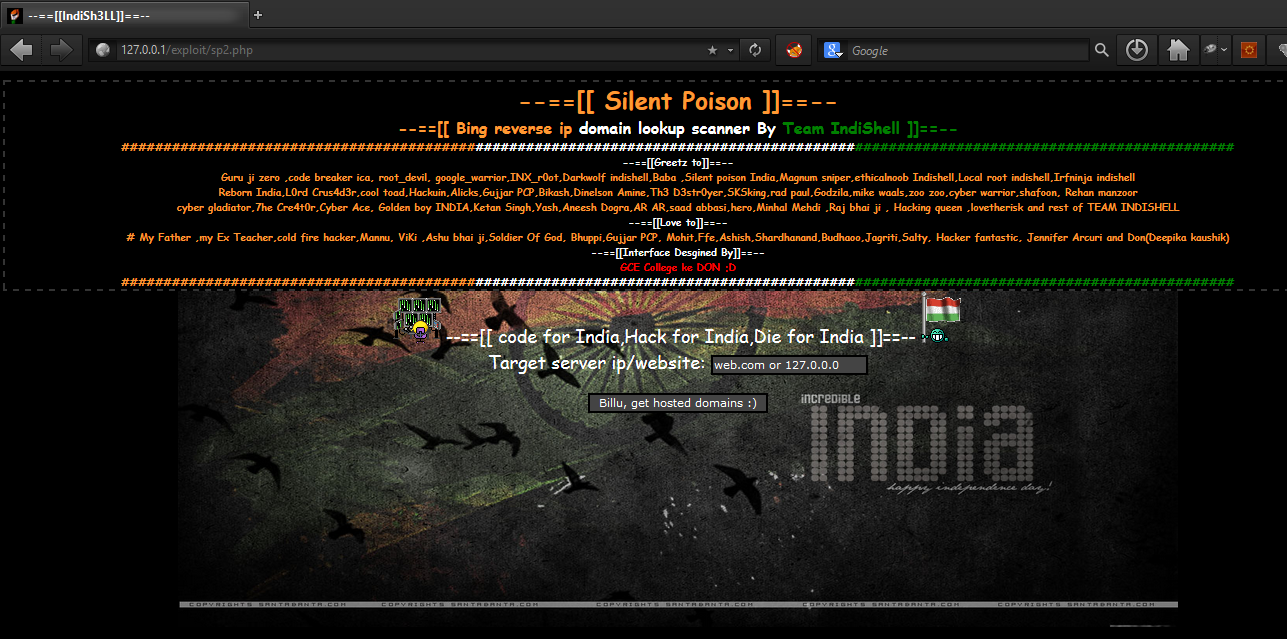 --==[[IndiSh3LL]]==--
127.0.0.1/exploit/sp2.php
Google
--==[[ Silent Poison ]]==--
--==[[ Bing reverse ip domain lookup scanner By Team IndiShell ]]==--
##############################################################################################################
--==[[Greetz to]]==--
Guru ji zero ,code breaker ica, root_devil, google_warrior,INX_r0ot,Darkwolf indishell,Baba ,Silent poison India,Magnum sniper,ethicalnoob Indishell,Local root indishell,Irfninja indishell
Reborn India,L0rd Crus4d3r,cool toad,Hackuin,Alicks,Gujjar PCP,Bikash,Dinelson Amine,Th3 D3str0yer,SKSking,rad paul,Godzila,mike waals,zoo zoo,cyber warrior,shafoon, Rehan manzoor
cyber gladiator,7he Cre4t0r,Cyber Ace, Golden boy INDIA,Ketan Singh,Yash,Aneesh Dogra,AR AR,saad abbasi,hero,Minhal Mehdi ,Raj bhai ji , Hacking queen ,lovetherisk and rest of TEAM INDISHELL
--==[[Love to]]==--
# My Father ,my Ex Teacher,cold fire hacker,Mannu, ViKi ,Ashu bhai ji,Soldier Of God, Bhuppi,Gujjar PCP, Mohit,Ffe,Ashish,Shardhanand,Budhaoo,Jagriti,Salty, Hacker fantastic, Jennifer Arcuri and Don(Deepika kaushik)
--==[[Interface Desgined By]]==--
GCE College ke DON :D
##############################################################################################################
--==[[ code for India,Hack for India,Die for India ]]==--
Target server ip/website: web.com or 127.0.0.0
Billu, get hosted domains :)
incredible
india
happy independence day!
COPYRIGHTS SANTABANTA.COM COPYRIGHTS SANTABANTA.COM COPYRIGHTS SANTABANTA.COM COPYRIGHTS SANTABANTA.COM COPYRIGHTS SANTABANTA.COM